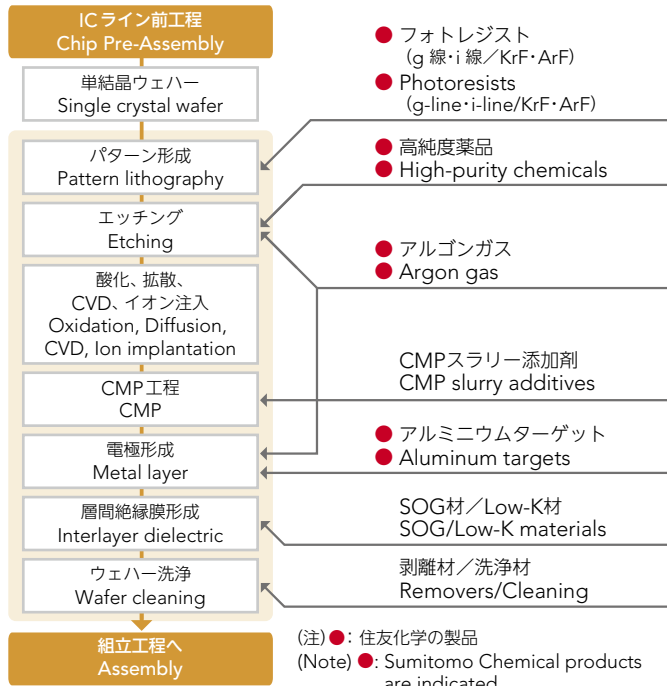 ICライン前工程
Chip Pre-Assembly
単結晶ウェハー
Single crystal wafer
パターン形成
Pattern lithography
エッチング
Etching
酸化、拡散、
CVD、イオン注入
Oxidation, Diffusion,
CVD, Ion implantation
CMP工程
CMP
電極形成
Metal layer
層間絶縁膜形成
Interlayer dielectric
ウェハー洗浄
Wafer cleaning
組立工程へ
Assembly
● フォトレジスト
（g 線・i 線／KrF・ArF）
● Photoresists
（g-line・i-line/KrF・ArF）
● 高純度薬品
● High-purity chemicals
● アルゴンガス
● Argon gas
CMPスラリー添加剤
CMP slurry additives
● アルミニウムターゲット
● Aluminum targets
SOG材／Low-K材
SOG/Low-K materials
剥離材／洗浄材
Removers/Cleaning
(注) ●： 住友化学の製品
(Note) ●: Sumitomo Chemical products
are indicated